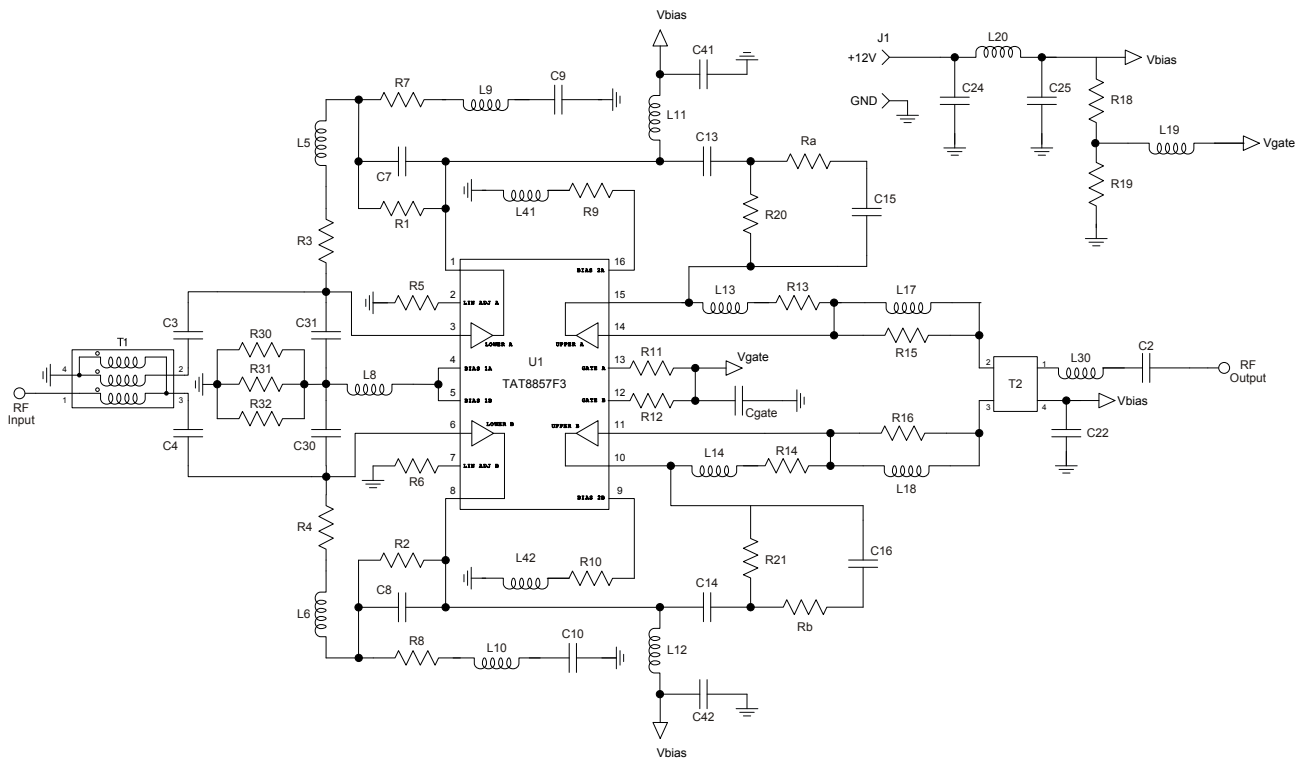 Vbias
J1
L20
+12V
Vbias
C41
C24
C25
R18
R7
L9
C9
GND
L11
L19
Vgate
L5
C13
Ra
C7
R19
L41
R9
R20
C15
R1
R3
1
16
BIAS 2A
R5
2
LIN ADJ A
15
L13
R13
L17
C3
C31
3
14
LOWER A
UPPER A
R30
T1
U1
R15
4
BIAS 1A
13
GATE A
R11
Vgate
4
2
R31
L8
TAT8857F3
2
1
L30
C2
RF
Output
T2
1
3
R32
5
BIAS 1B
12
GATE B
R12
Cgate
3
4
Vbias
RF
Input
C4
C30
6
LOWER B
UPPER B
11
R16
C22
7
LIN ADJ B
10
L14
R14
L18
R6
8
9
BIAS 2B
R4
R2
L42
R10
R21
C16
C8
C14
L6
Rb
R8
L10
C10
L12
C42
Vbias